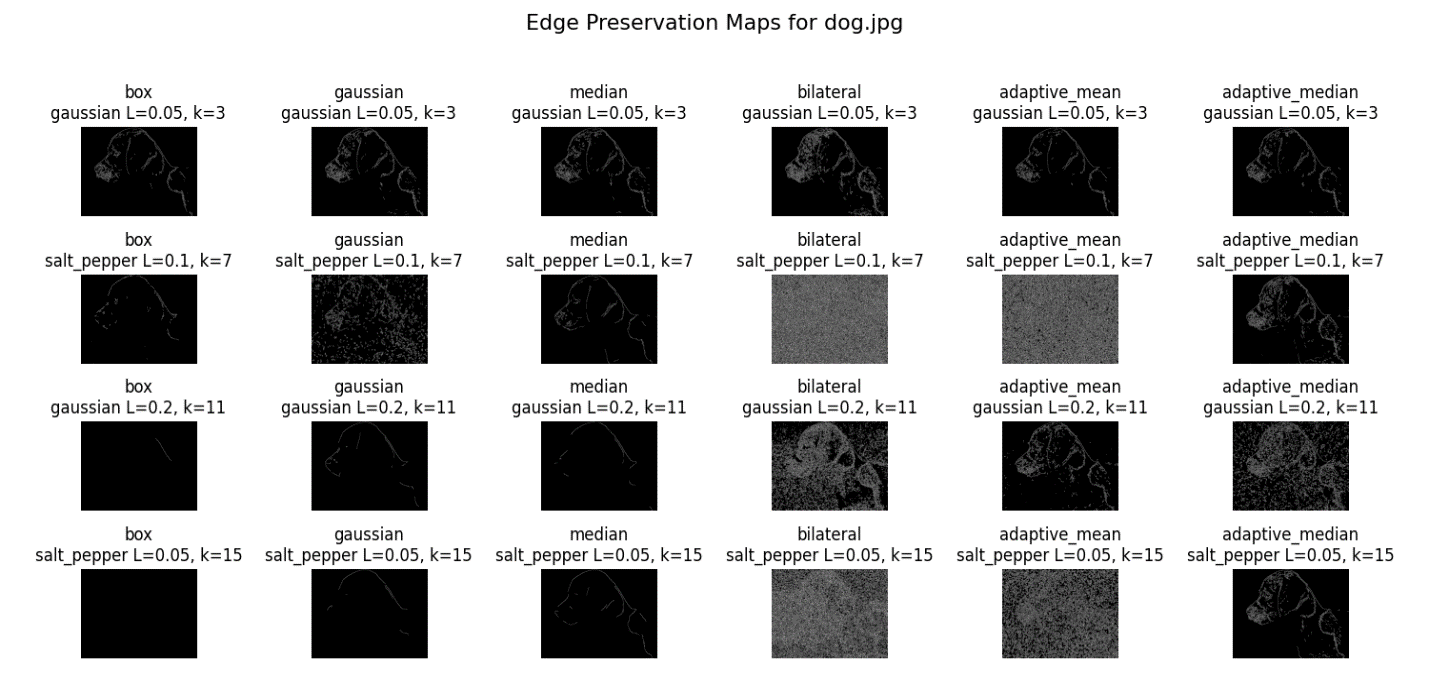 Edge Preservation Maps for dog.jpg
box
gaussian L=0.05, k=3
gaussian
gaussian L=0.05, k=3
median
gaussian L=0.05, k=3
bilateral
gaussian L=0.05, k=3
adaptive_mean
gaussian L=0.05, k=3
adaptive_median
gaussian L=0.05, k=3
box
salt_pepper L=0.1, k=7
gaussian
salt_pepper L=0.1, k=7
median
salt_pepper L=0.1, k=7
bilateral
salt_pepper L=0.1, k=7
adaptive_mean
salt_pepper L=0.1, k=7
adaptive_median
salt_pepper L=0.1, k=7
box
gaussian L=0.2, k=11
gaussian
gaussian L=0.2, k=11
median
gaussian L=0.2, k=11
bilateral
gaussian L=0.2, k=11
adaptive_mean
gaussian L=0.2, k=11
adaptive_median
gaussian L=0.2, k=11
box
salt_pepper L=0.05, k=15
gaussian
salt_pepper L=0.05, k=15
median
salt_pepper L=0.05, k=15
bilateral
salt_pepper L=0.05, k=15
adaptive_mean
salt_pepper L=0.05, k=15
adaptive_median
salt_pepper L=0.05, k=15